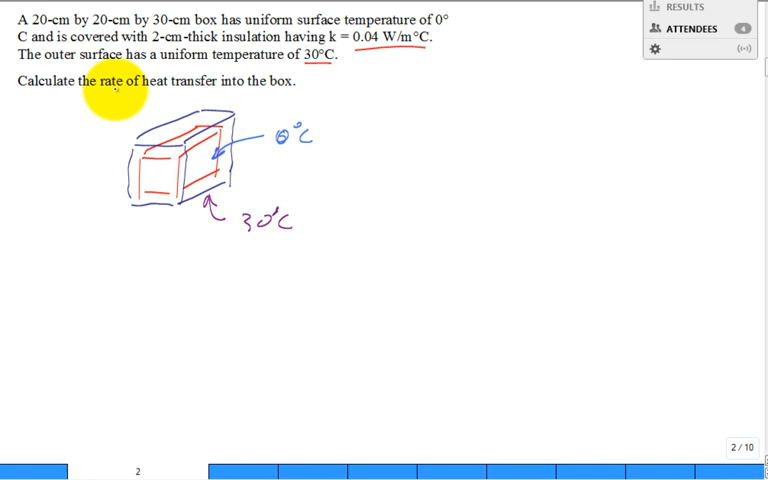 A 20-cm by 20-cm by 30-cm box has uniform surface temperature of 0°
C and is covered with 2-cm-thick insulation having k = 0.04 W/m°C.
The outer surface has a uniform temperature of 30°C.
Calculate the rate of heat transfer into the box.
0°C
30°C
RESULTS
ATTENDEES 4
2 / 10
2